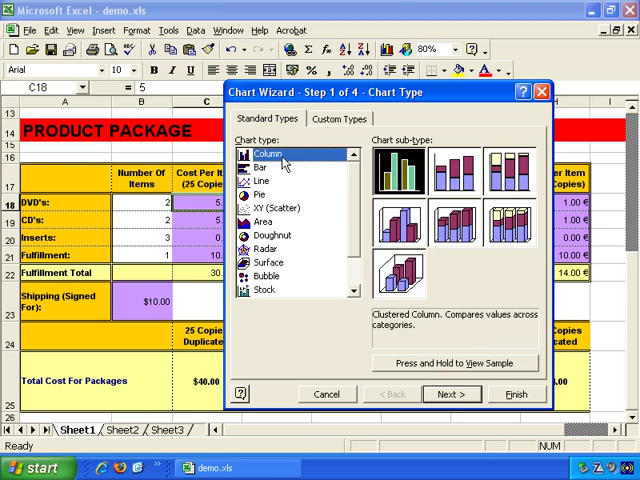 Microsoft Excel - demo.xls
File Edit View Insert Format Tools Data Window Help Acrobat
80%
Arial 10 B I U
C18 = 5
A B C H I
13
14 PRODUCT PACKAGE
15
16
17 Number Of Items Cost Per I (25 Copie er Item Copies)
18 DVD's: 2 5. 1.00 €
19 CD's: 2 5. 1.00 €
20 Inserts: 3 0. 0.00 €
21 Fulfillment: 1 10. 10.00 €
22 Fulfillment Total 30. 14.00 €
23 Shipping (Signed For): $10.00
24 25 Copie Duplicate Copies cated
25 Total Cost For Packages $40.00 4.00
26
Chart Wizard - Step 1 of 4 - Chart Type
Standard Types Custom Types
Chart type:
Column
Bar
Line
Pie
XY (Scatter)
Area
Doughnut
Radar
Surface
Bubble
Stock
Chart sub-type:
Clustered Column. Compares values across categories.
Press and Hold to View Sample
Cancel < Back Next > Finish
Sheet1 Sheet2 Sheet3
Ready NUM
start demo.xls